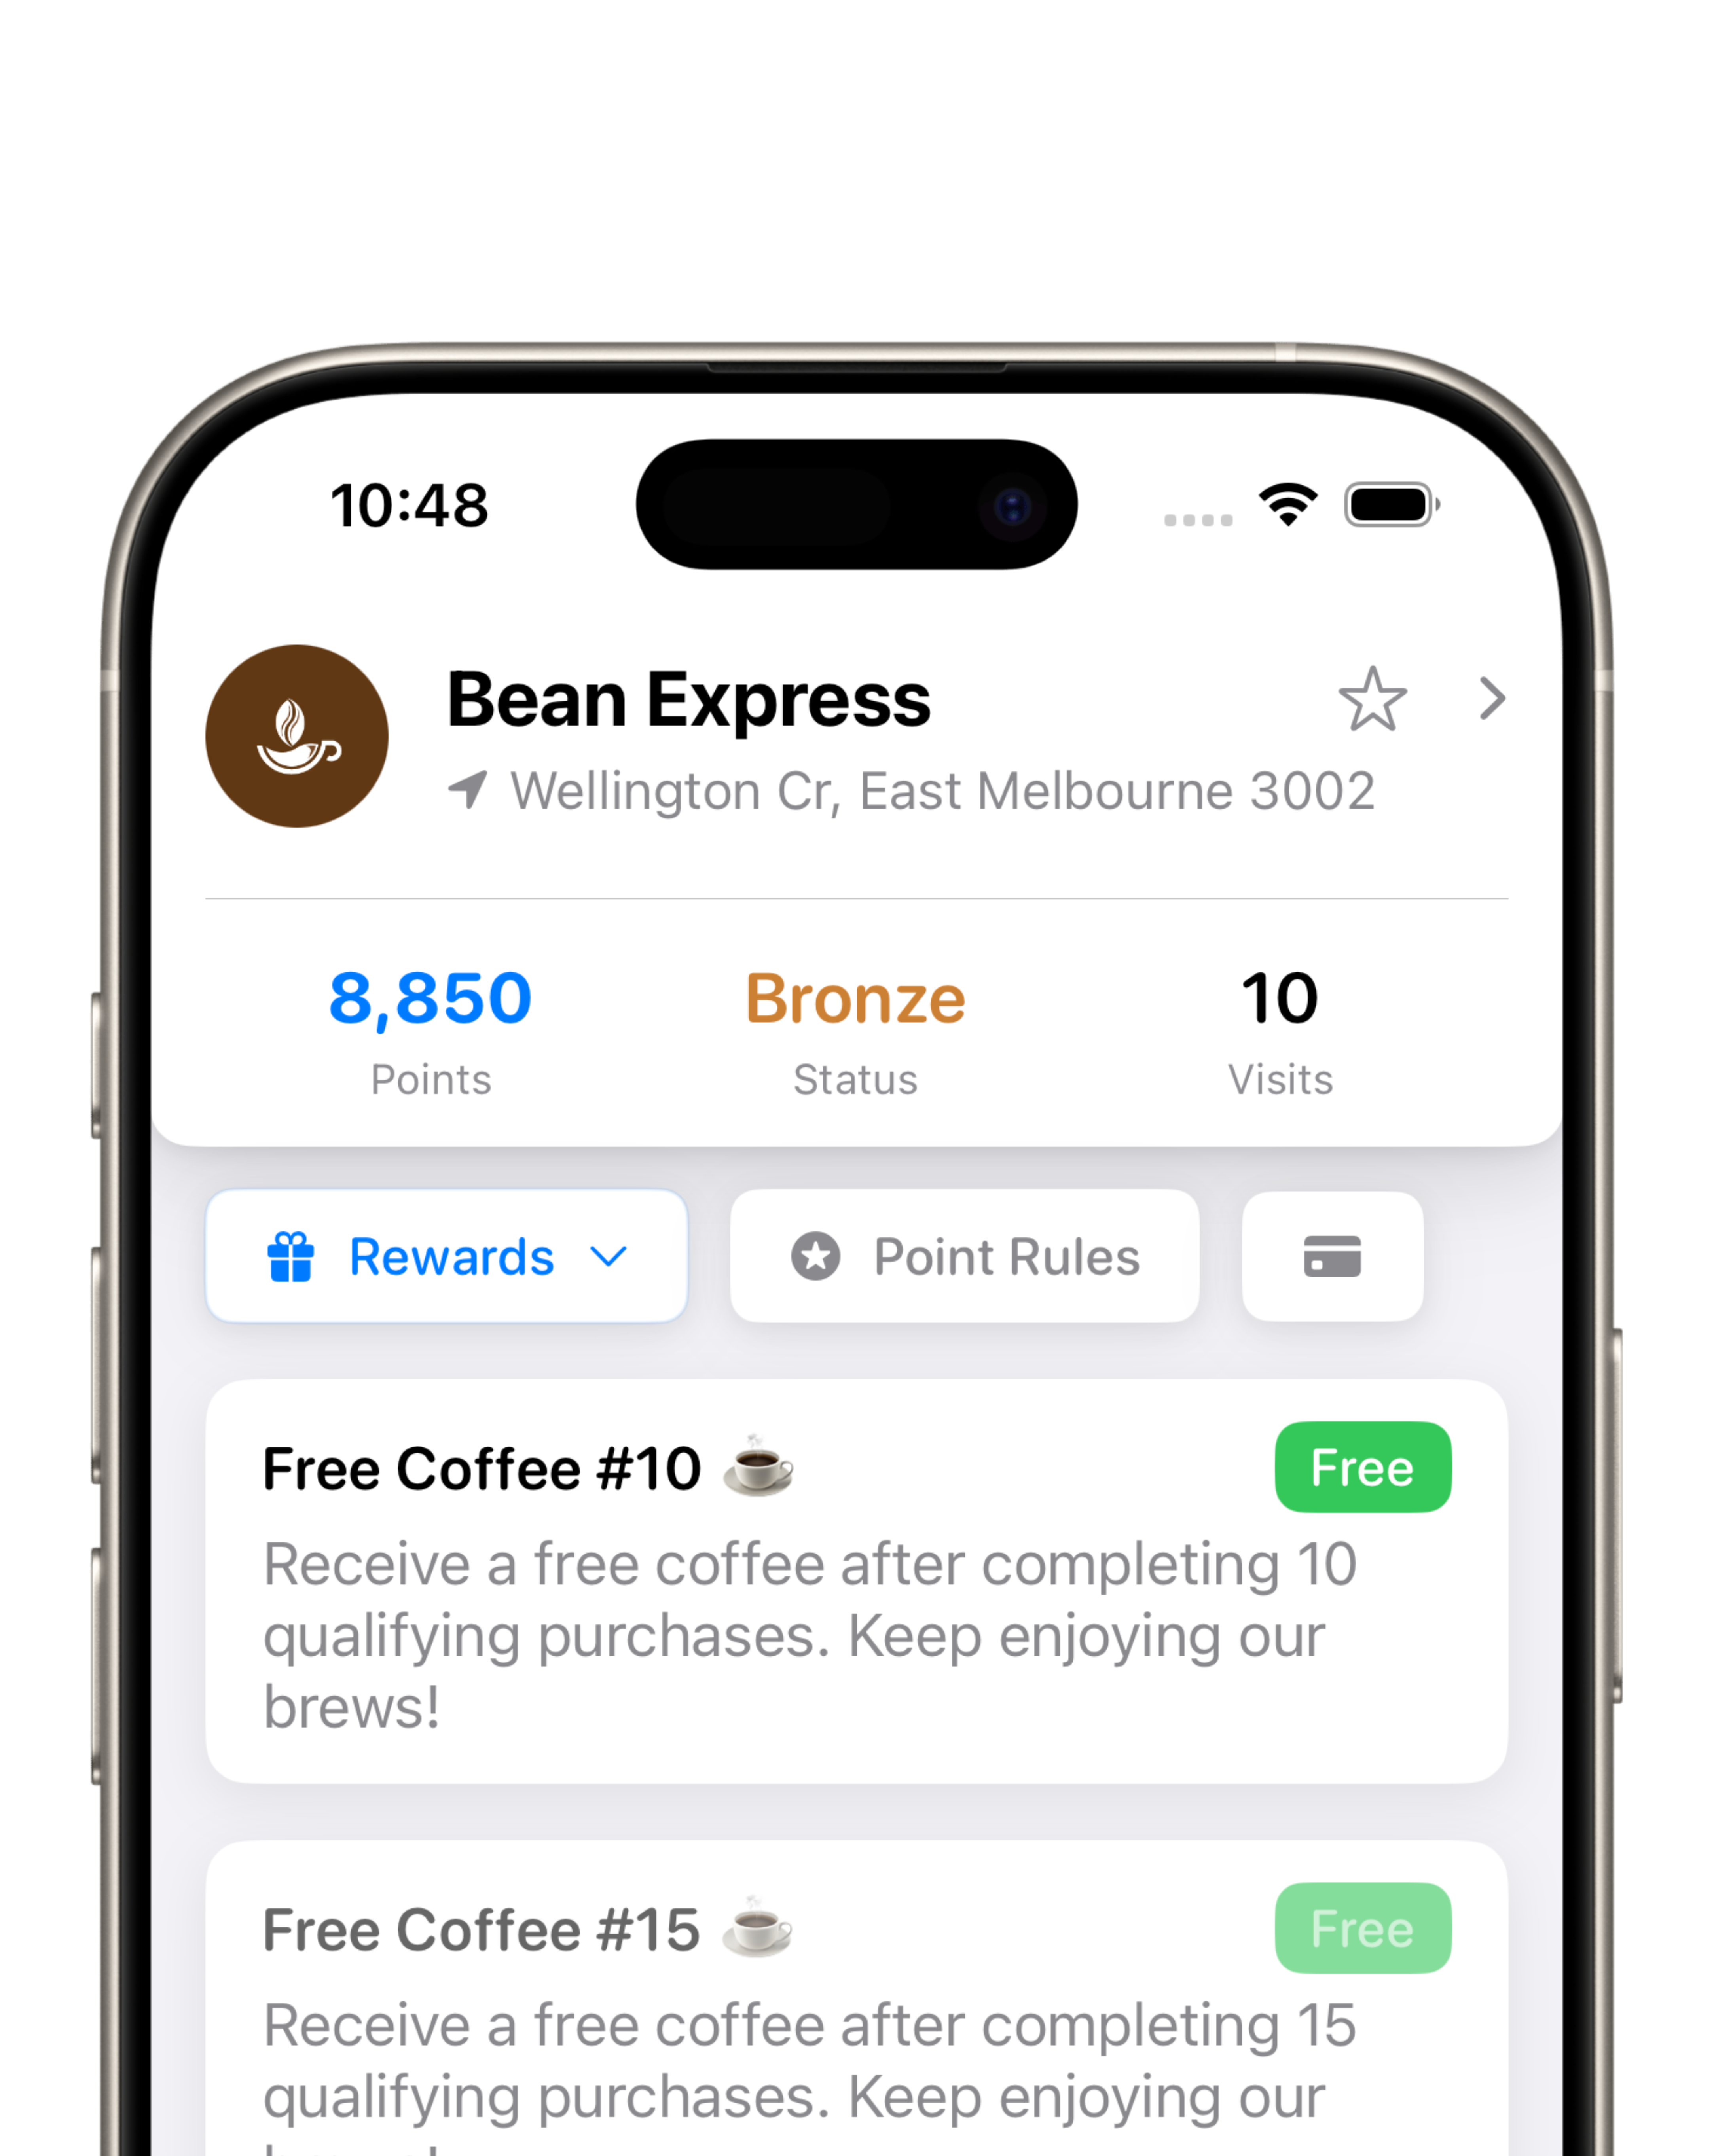 10:48
Bean Express
Wellington Cr, East Melbourne 3002
8,850
Bronze
10
Points
Status
Visits
Rewards
Point Rules
Free Coffee #10 ☕
Free
Receive a free coffee after completing 10
qualifying purchases. Keep enjoying our
brews!
Free Coffee #15 ☕
Free
Receive a free coffee after completing 15
qualifying purchases. Keep enjoying our